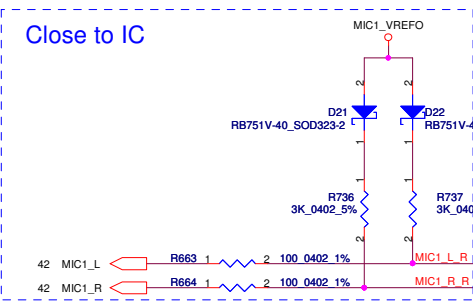 Close to IC
MIC1_VREFO
2
2
D21
D22
RB751V-40_SOD323-2
RB751V-4
1
1
1
1
R736
R737
3K_0402_5%
3K_040
2
2
42 MIC1_L R663 1 2 100_0402_1% MIC1_L_R
42 MIC1_R R664 1 2 100_0402_1% MIC1_R_R